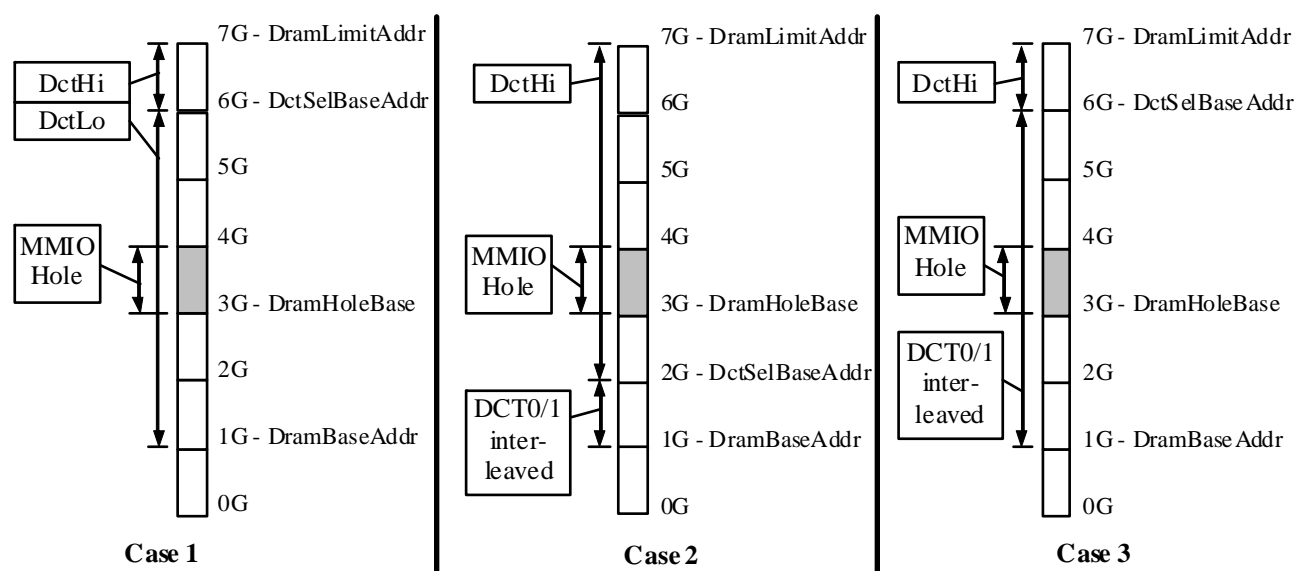 7G - DramLimitAddr
DctHi
6G - DctSelBaseAddr
DctLo
5G
4G
MMIO
Hole
3G - DramHoleBase
2G
1G - DramBaseAddr
0G
Case 1
7G - DramLimitAddr
DctHi
6G
5G
4G
MMIO
Hole
3G - DramHoleBase
2G - DctSelBaseAddr
DCT0/1
inter-
leaved
1G - DramBaseAddr
0G
Case 2
7G - DramLimitAddr
DctHi
6G - DctSelBaseAddr
5G
4G
MMIO
Hole
3G - DramHoleBase
DCT0/1
inter-
leaved
2G
1G - DramBaseAddr
0G
Case 3